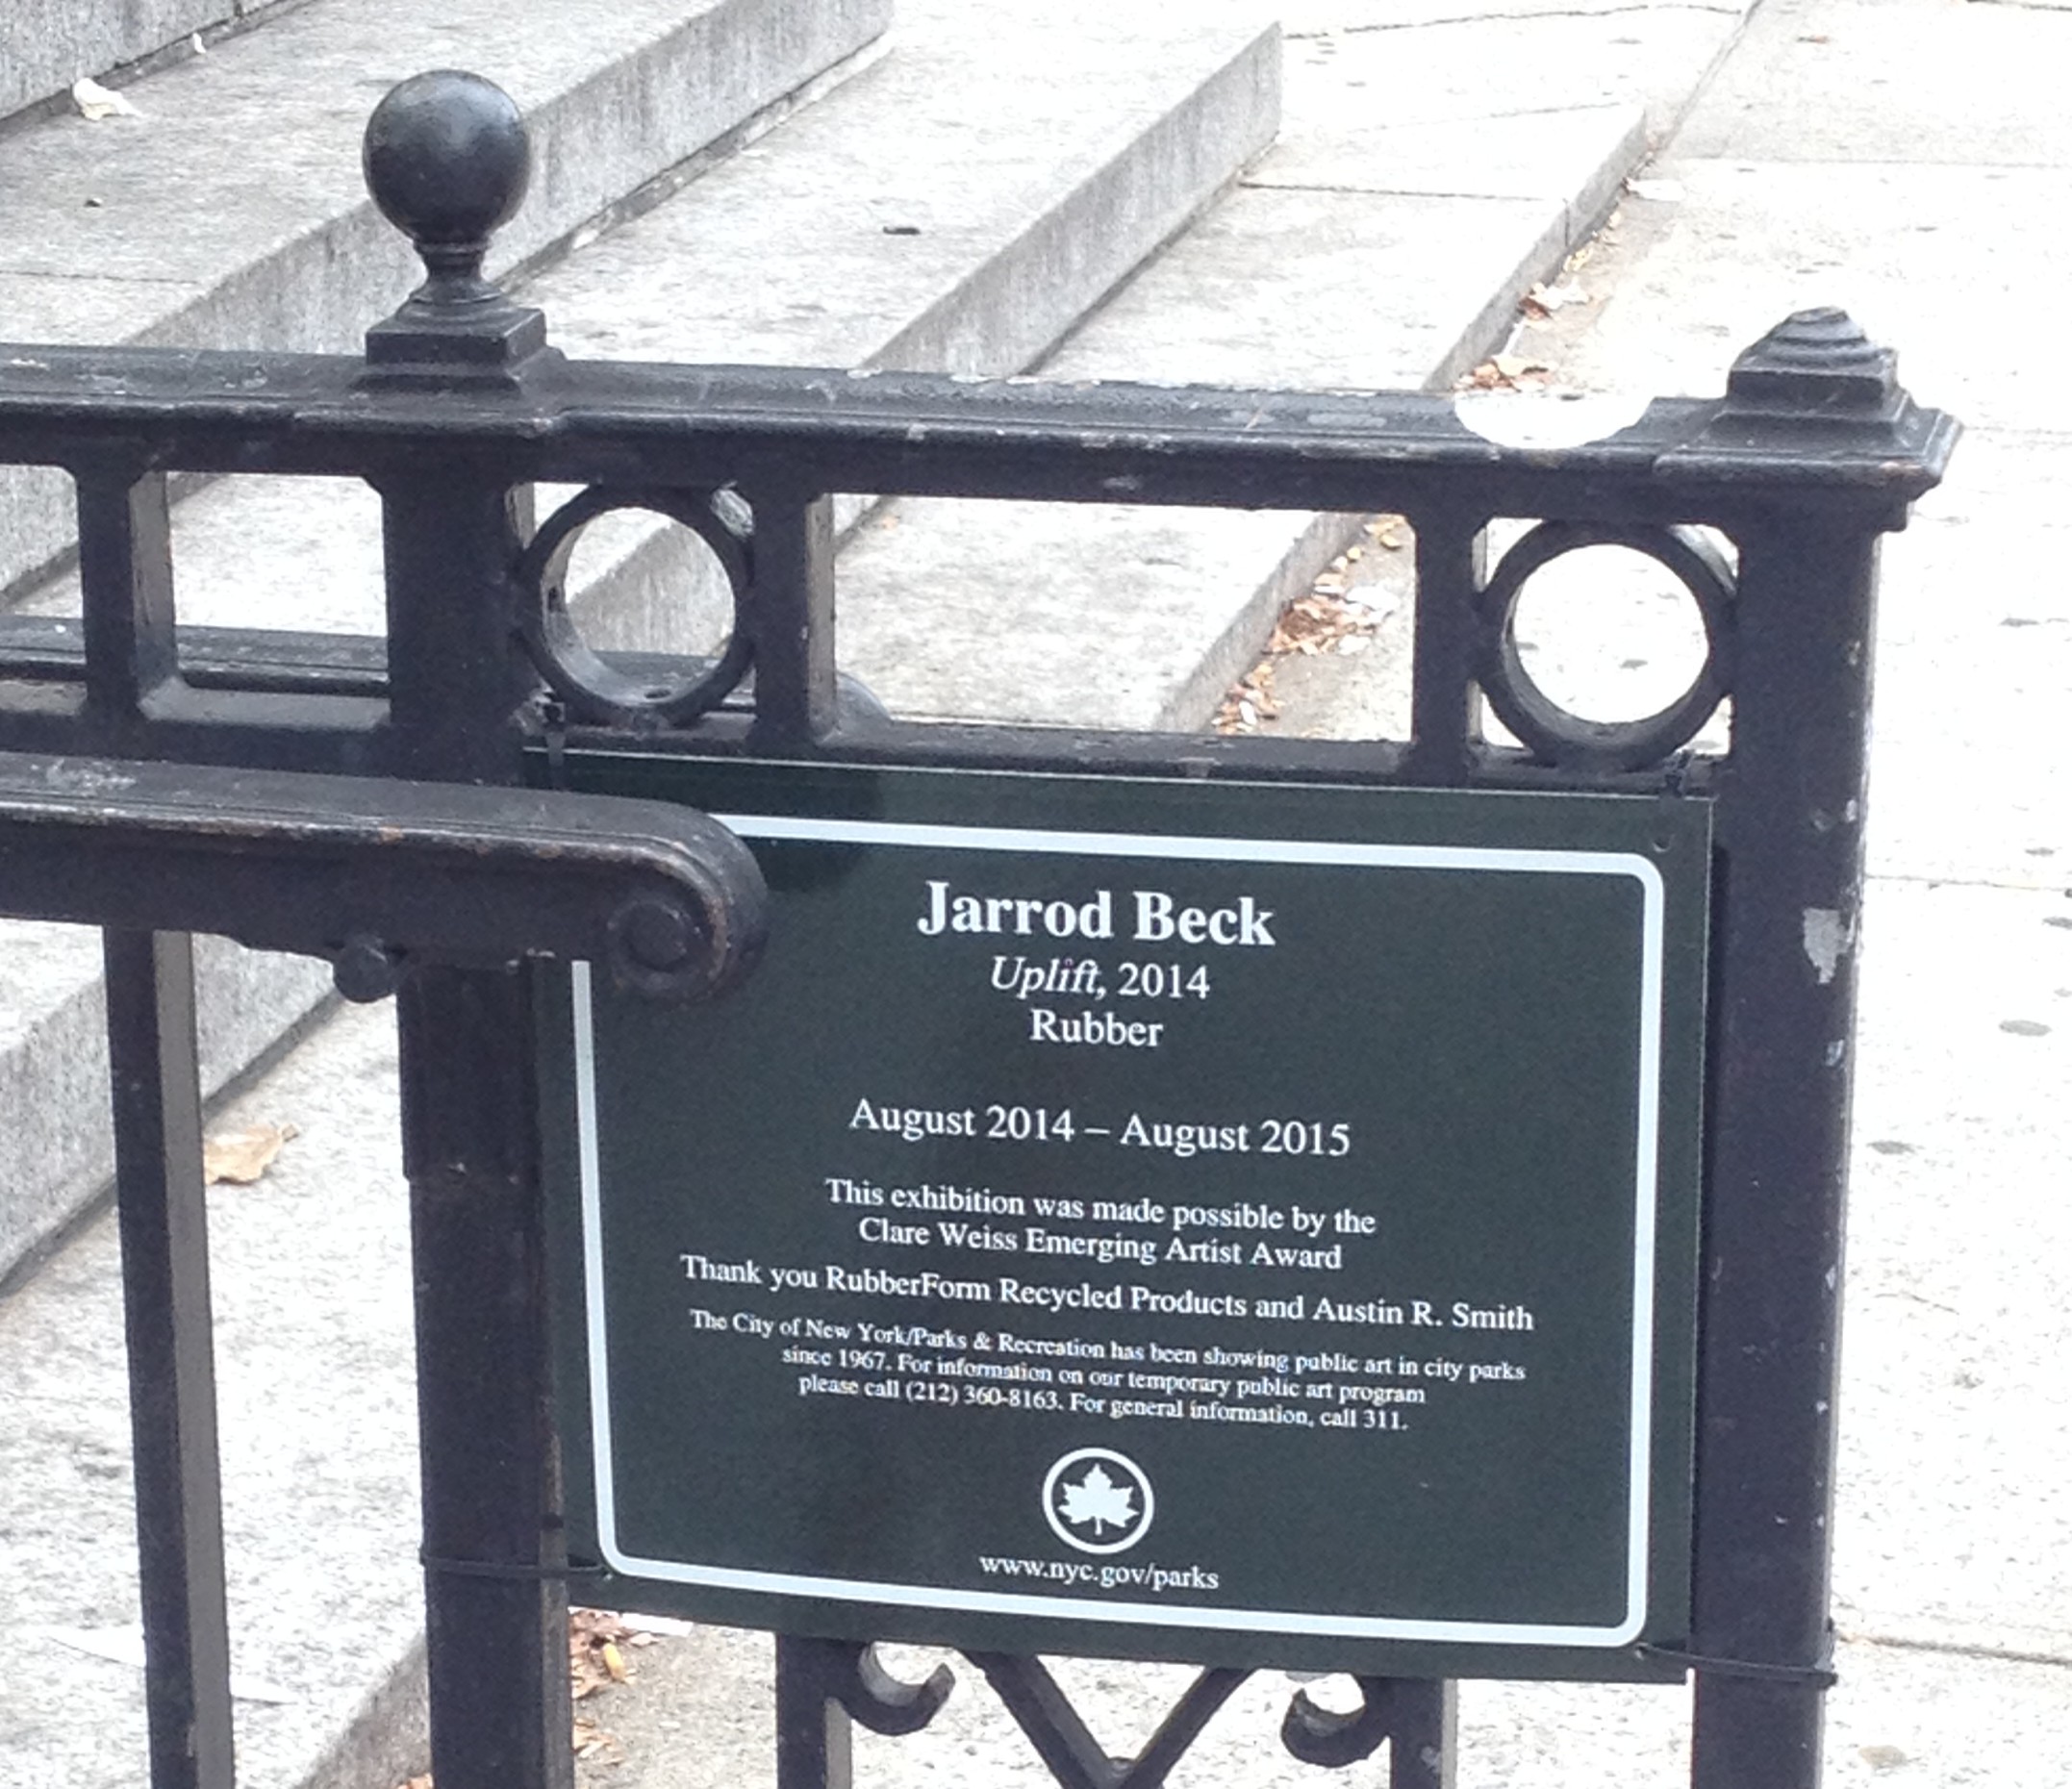 Jarrod Beck
Uplift, 2014
Rubber
August 2014 – August 2015
This exhibition was made possible by the
Clare Weiss Emerging Artist Award
Thank you RubberForm Recycled Products and Austin R. Smith
The City of New York/Parks & Recreation has been showing public art in city parks
since 1967. For information on our temporary public art program
please call (212) 360-8163. For general information, call 311.
www.nyc.gov/parks